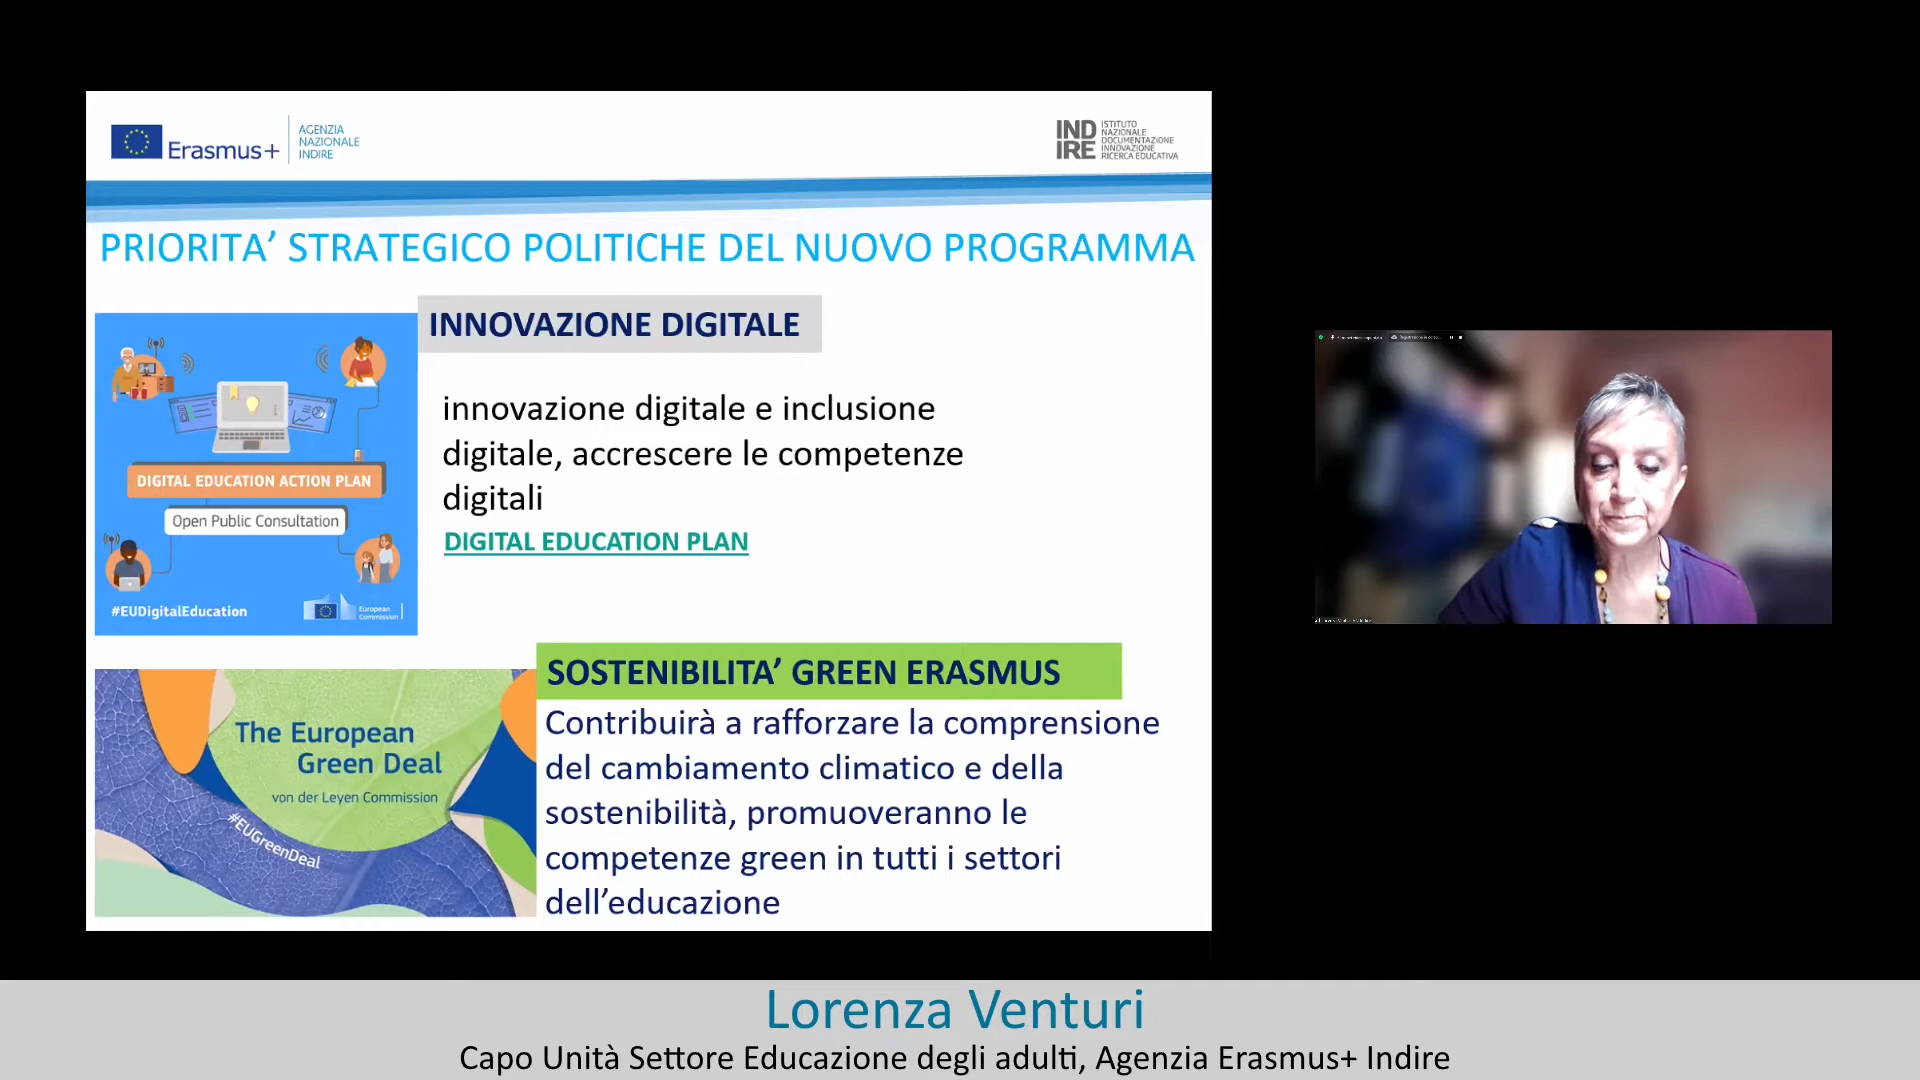 Erasmus+
AGENZIA
NAZIONALE
INDIRE
IND
IRE
ISTITUTO
NAZIONALE
DOCUMENTAZIONE
INNOVAZIONE
RICERCA EDUCATIVA
PRIORITA’ STRATEGICO POLITICHE DEL NUOVO PROGRAMMA
INNOVAZIONE DIGITALE
innovazione digitale e inclusione
digitale, accrescere le competenze
digitali
DIGITAL EDUCATION PLAN
DIGITAL EDUCATION ACTION PLAN
Open Public Consultation
#EUDigitalEducation
European
Commission
SOSTENIBILITA’ GREEN ERASMUS
Contribuirà a rafforzare la comprensione
del cambiamento climatico e della
sostenibilità, promuoveranno le
competenze green in tutti i settori
dell’educazione
The European
Green Deal
von der Leyen Commission
#EUGreenDeal
Lorenza Venturi
Capo Unità Settore Educazione degli adulti, Agenzia Erasmus+ Indire